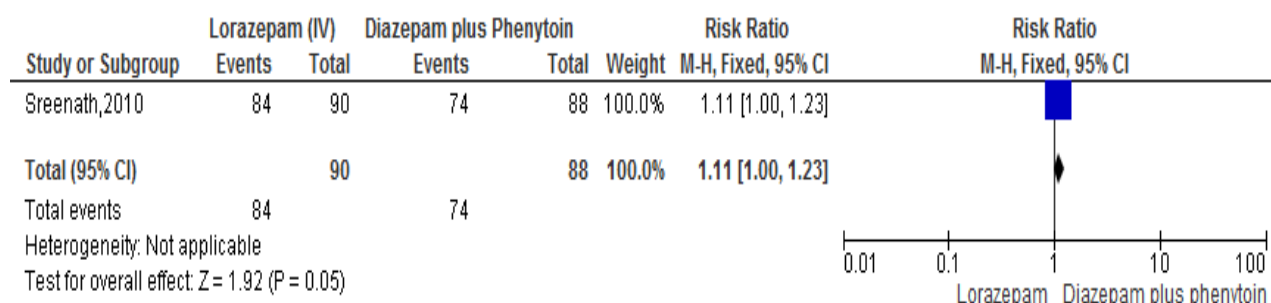 Lorazepam (IV) Diazepam plus Phenytoin Risk Ratio Risk Ratio
Study or Subgroup Events Total Events Total Weight M-H, Fixed, 95% CI M-H, Fixed, 95% CI
Sreenath,2010 84 90 74 88 100.0% 1.11 [1.00, 1.23]
Total (95% CI) 90 88 100.0% 1.11 [1.00, 1.23]
Total events 84 74
Heterogeneity: Not applicable
Test for overall effect: Z = 1.92 (P = 0.05)
0.01 0.1 1 10 100
Lorazepam Diazepam plus phenytoin